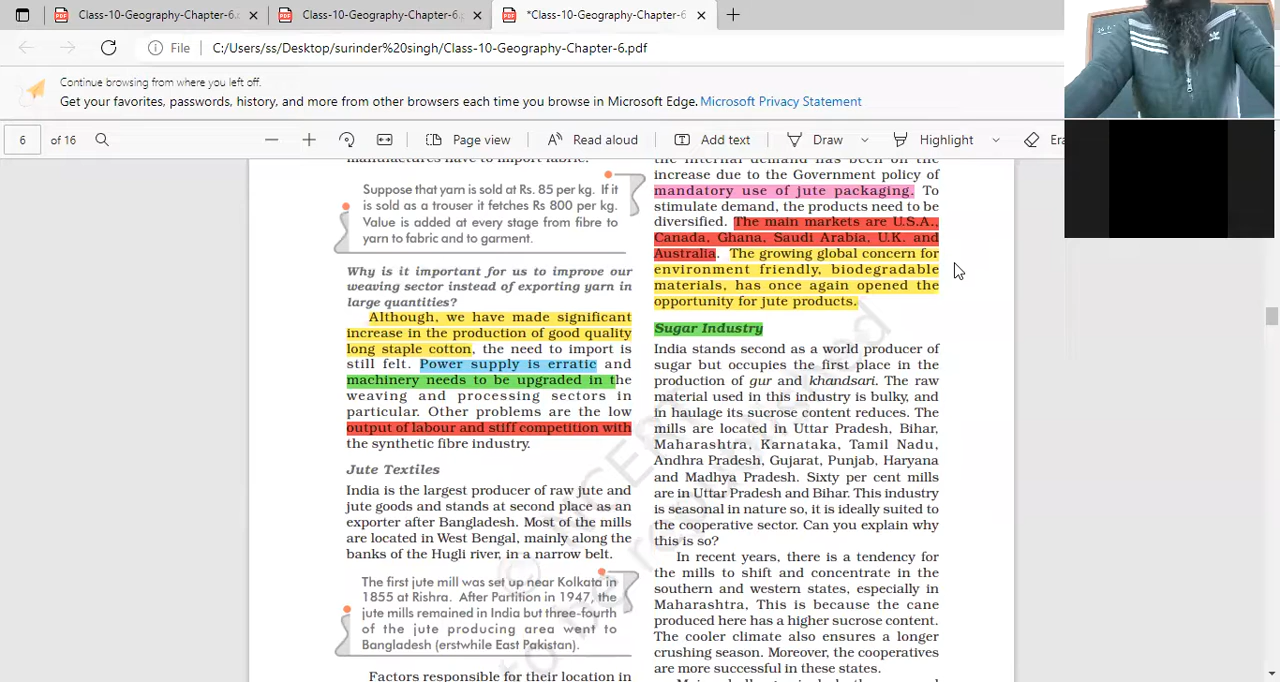 Class-10-Geography-Chapter-6.
Class-10-Geography-Chapter-6.
*Class-10-Geography-Chapter-6
File
C:/Users/ss/Desktop/surinder%20singh/Class-10-Geography-Chapter-6.pdf
Continue browsing from where you left off.
Get your favorites, passwords, history, and more from other browsers each time you browse in Microsoft Edge. Microsoft Privacy Statement
6 of 16
Page view
Read aloud
Add text
Draw
Highlight
Era
manufactures have to import fabric.
Suppose that yarn is sold at Rs. 85 per kg. If it
is sold as a trouser it fetches Rs 800 per kg.
Value is added at every stage from fibre to
yarn to fabric and to garment.
Why is it important for us to improve our
weaving sector instead of exporting yarn in
large quantities?
Although, we have made significant
increase in the production of good quality
long staple cotton, the need to import is
still felt. Power supply is erratic and
machinery needs to be upgraded in the
weaving and processing sectors in
particular. Other problems are the low
output of labour and stiff competition with
the synthetic fibre industry.
Jute Textiles
India is the largest producer of raw jute and
jute goods and stands at second place as an
exporter after Bangladesh. Most of the mills
are located in West Bengal, mainly along the
banks of the Hugli river, in a narrow belt.
The first jute mill was set up near Kolkata in
1855 at Rishra. After Partition in 1947, the
jute mills remained in India but three-fourth
of the jute producing area went to
Bangladesh (erstwhile East Pakistan).
Factors responsible for their location in
the internal demand has been on the
increase due to the Government policy of
mandatory use of jute packaging. To
stimulate demand, the products need to be
diversified. The main markets are U.S.A.,
Canada, Ghana, Saudi Arabia, U.K. and
Australia. The growing global concern for
environment friendly, biodegradable
materials, has once again opened the
opportunity for jute products.
Sugar Industry
India stands second as a world producer of
sugar but occupies the first place in the
production of gur and khandsari. The raw
material used in this industry is bulky, and
in haulage its sucrose content reduces. The
mills are located in Uttar Pradesh, Bihar,
Maharashtra, Karnataka, Tamil Nadu,
Andhra Pradesh, Gujarat, Punjab, Haryana
and Madhya Pradesh. Sixty per cent mills
are in Uttar Pradesh and Bihar. This industry
is seasonal in nature so, it is ideally suited to
the cooperative sector. Can you explain why
this is so?
In recent years, there is a tendency for
the mills to shift and concentrate in the
southern and western states, especially in
Maharashtra, This is because the cane
produced here has a higher sucrose content.
The cooler climate also ensures a longer
crushing season. Moreover, the cooperatives
are more successful in these states.
© NCERT
to be republished